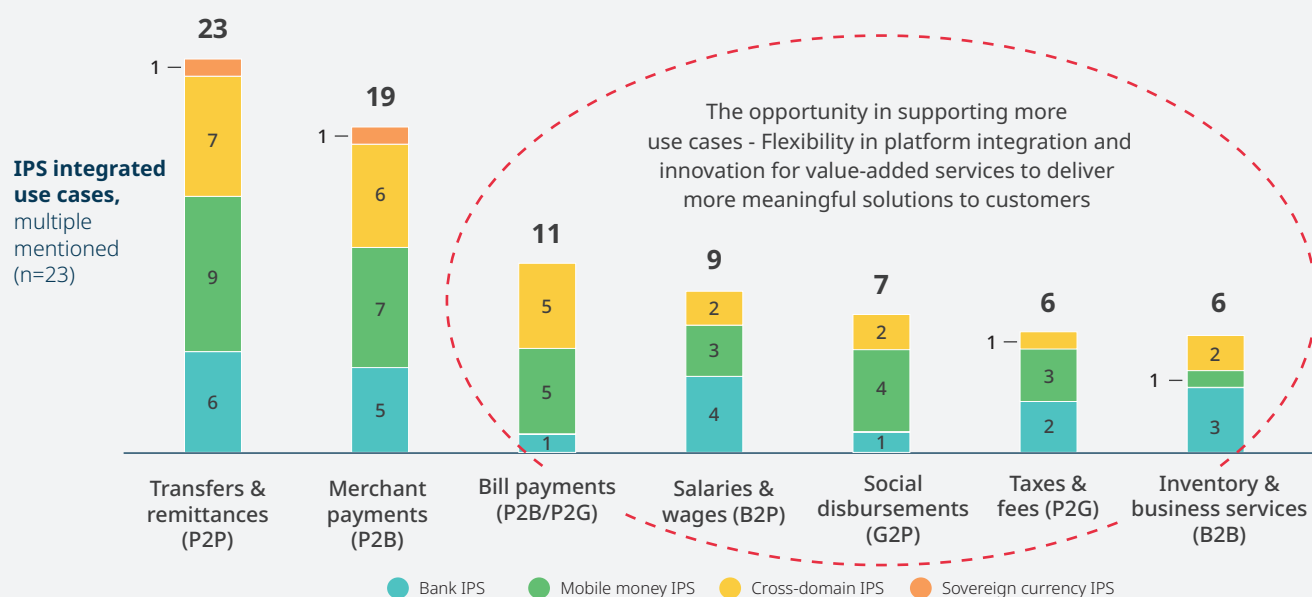 IPS integrated
use cases,
multiple
mentioned
(n=23)
The opportunity in supporting more
use cases - Flexibility in platform integration and
innovation for value-added services to deliver
more meaningful solutions to customers
23
1
7
9
6
19
1
6
7
5
11
5
5
1
9
2
3
4
7
2
4
1
6
1
3
2
6
2
1
3
Transfers &
remittances
(P2P)
Merchant
payments
(P2B)
Bill payments
(P2B/P2G)
Salaries &
wages (B2P)
Social
disbursements
(G2P)
Taxes &
fees (P2G)
Inventory &
business services
(B2B)
Bank IPS
Mobile money IPS
Cross-domain IPS
Sovereign currency IPS